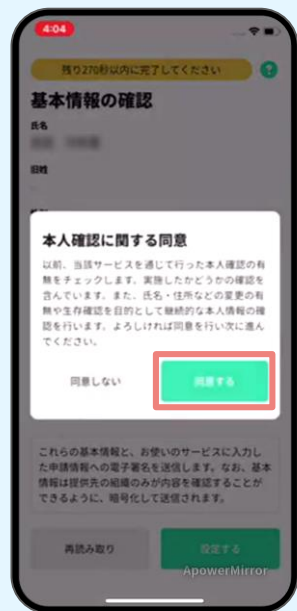 4:04
残り270秒以内に完了してください
?
基本情報の確認
氏名
旧姓
本人確認に関する同意
以前、当該サービスを通じて行った本人確認の有
無をチェックします。実施したかどうかの確認を
含んでいます。また、氏名・住所などの変更の有
無や生存確認を目的として継続的な本人情報の確
認を行います。よろしければ同意を行い次に進ん
でください。
同意しない
同意する
これらの基本情報と、お使いのサービスに入力し
た申請情報への電子署名を送信します。なお、基本
情報は提供先の組織のみが内容を確認することが
できるように、暗号化して送信されます。
再読み取り
設定する
ApowerMirror